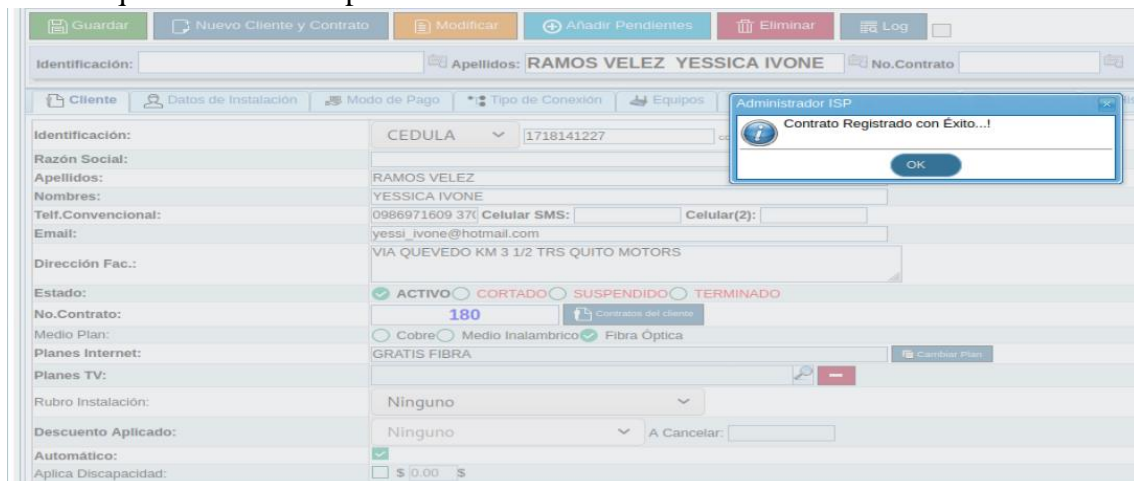 Guardar Nuevo Cliente y Contrato Modificar Añadir Pendientes Eliminar Log
Identificación: Apellidos: RAMOS VELEZ YESSICA IVONE No.Contrato
Cliente Datos de Instalación Modo de Pago Tipo de Conexión Equipos
Administrador ISP
Contrato Registrado con Éxito...!
OK
Identificación: CEDULA 1718141227
Razón Social:
Apellidos: RAMOS VELEZ
Nombres: YESSICA IVONE
Telf.Convencional: 0986971609 370 Celular SMS: Celular(2):
Email: yessi_ivone@hotmail.com
Dirección Fac.: VIA QUEVEDO KM 3 1/2 TRS QUITO MOTORS
Estado: ACTIVO CORTADO SUSPENDIDO TERMINADO
No.Contrato: 180 Contratos del cliente
Medio Plan: Cobre Medio Inalambrico Fibra Óptica
Planes Internet: GRATIS FIBRA Cambiar Plan
Planes TV:
Rubro Instalación: Ninguno
Descuento Aplicado: Ninguno A Cancelar:
Automático:
Aplica Discapacidad: $ 0.00 $